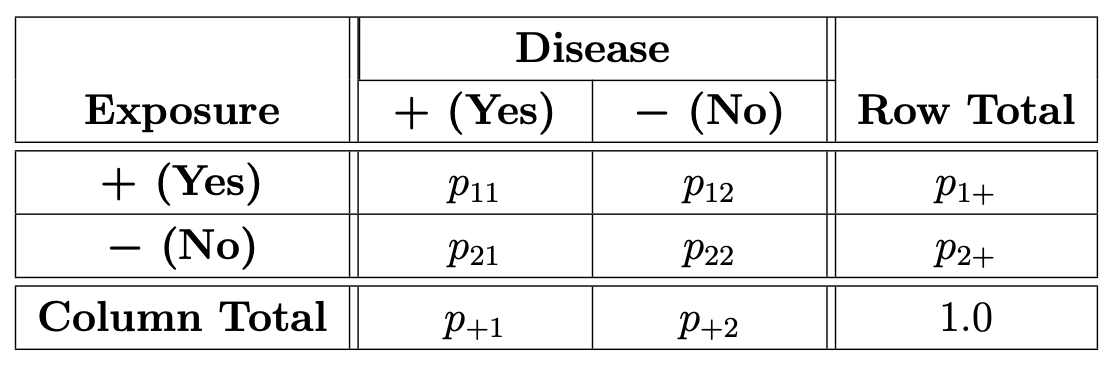 Disease
Exposure + (Yes) − (No) Row Total
+ (Yes) p₁₁ p₁₂ p₁₊
− (No) p₂₁ p₂₂ p₂₊
Column Total p₊₁ p₊₂ 1.0